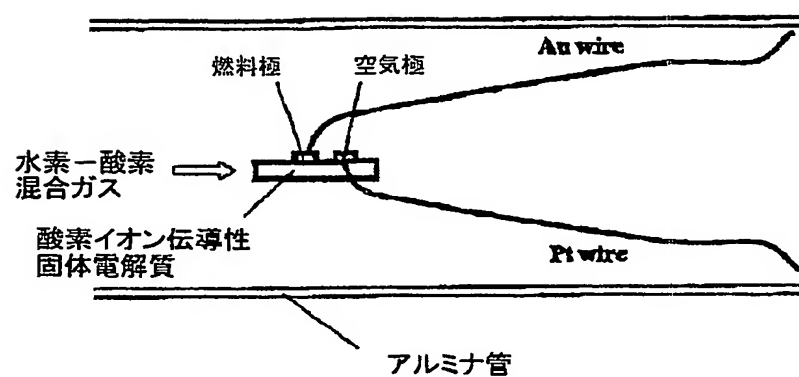 Au wire
燃料極
空気極
水素－酸素
混合ガス
酸素イオン伝導性
固体電解質
Pt wire
アルミナ管